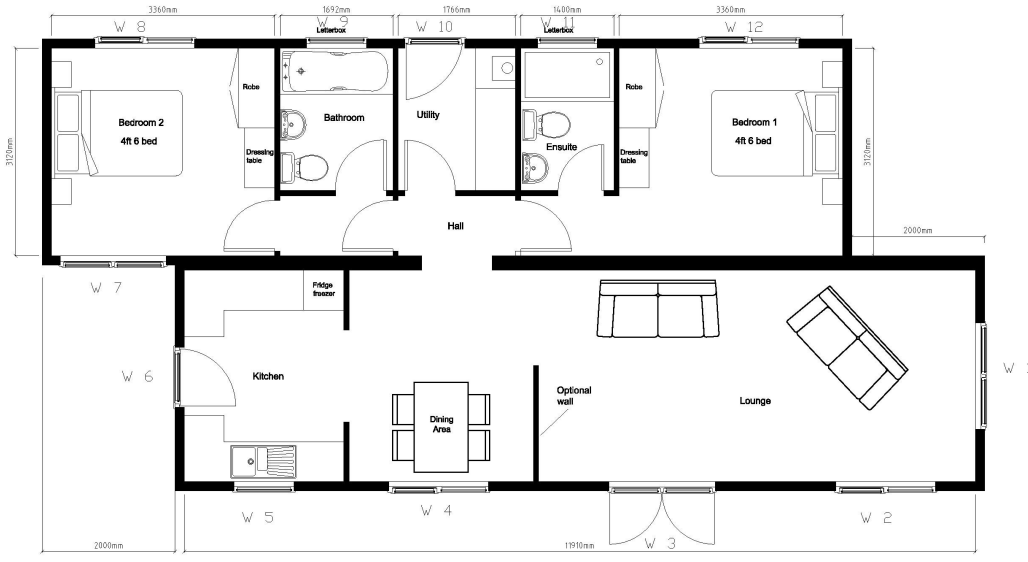 3360mm 1692mm 1766mm 1400mm 3360mm
W 8 W 9 W 10 W 11 W 12
Letterbox Letterbox
Robe Robe
Bedroom 2
4ft 6 bed
Bathroom
Utility
Ensuite
Bedroom 1
4ft 6 bed
3120mm 3120mm
Dressing
table
Dressing
table
Hall
2000mm
W 7
Fridge
freezer
W 6
Kitchen
Dining
Area
Optional
wall
Lounge
W
W 5
W 4
W 3
W 2
2000mm
11910mm